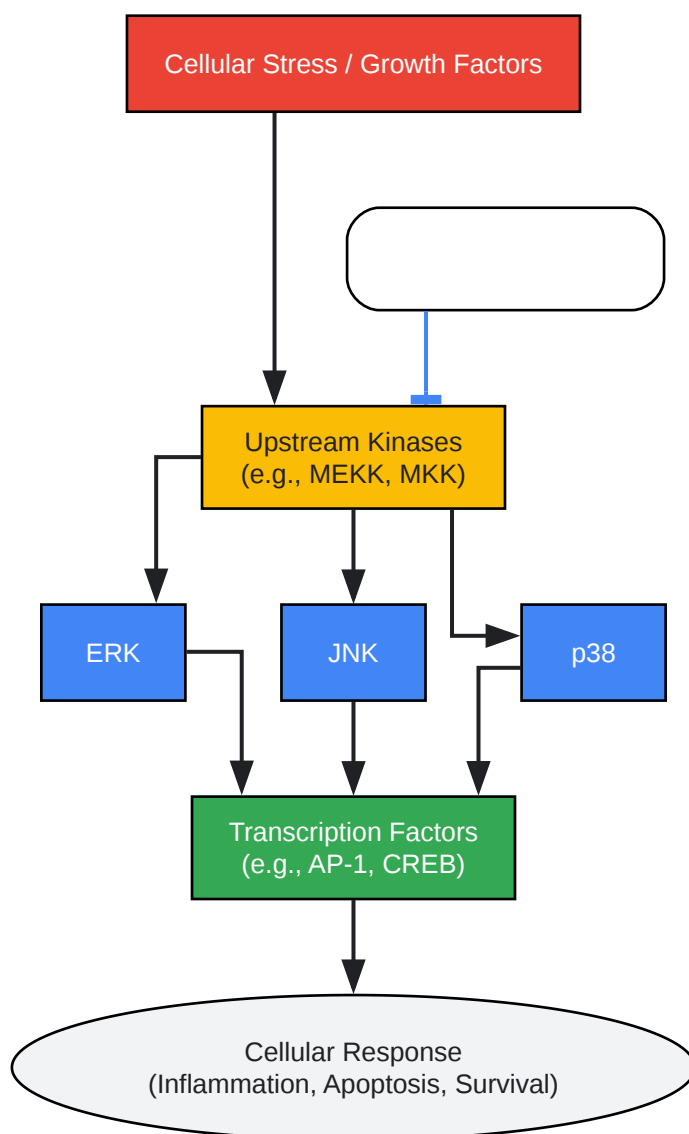 Cellular Stress / Growth Factors
Upstream Kinases
(e.g., MEKK, MKK)
ERK
JNK
p38
Transcription Factors
(e.g., AP-1, CREB)
Cellular Response
(Inflammation, Apoptosis, Survival)